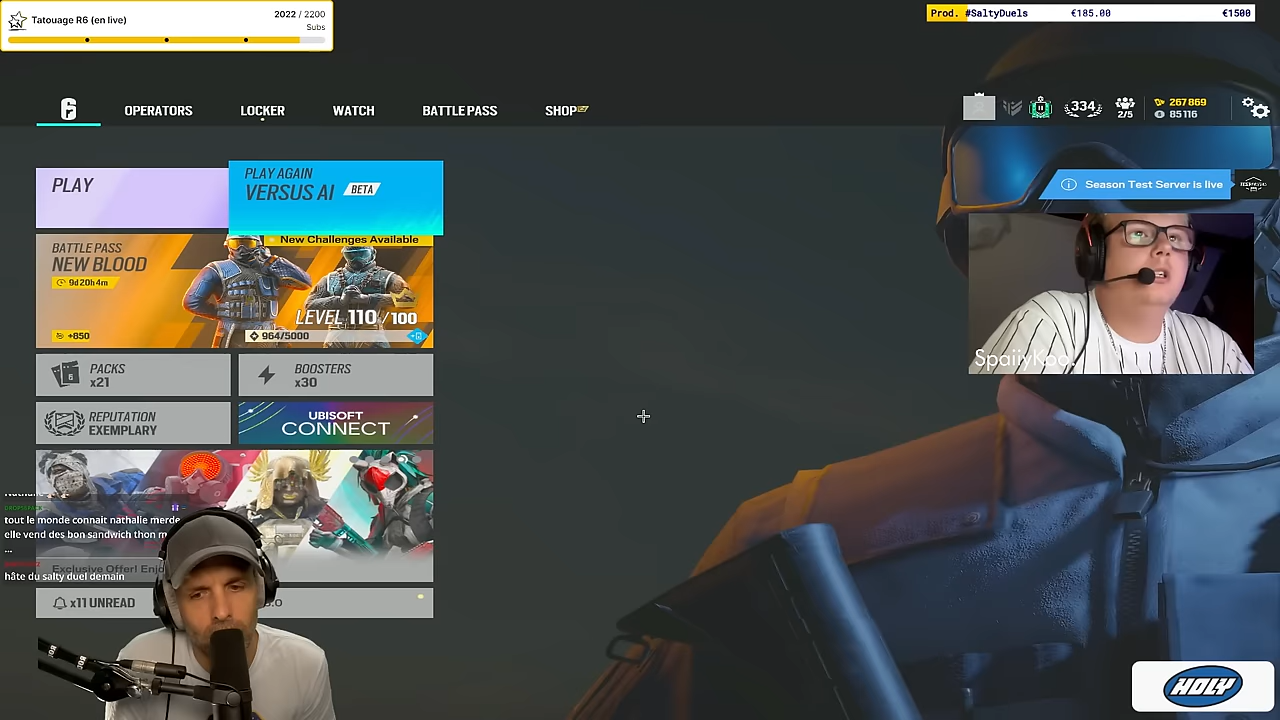 Tatouage R6 (en live)
2022 / 2200
Subs
Prod. #SaltyDuels €185.00 €1500
OPERATORS
LOCKER
WATCH
BATTLE PASS
SHOP
334
2/5
267 869
85 116
PLAY
PLAY AGAIN
VERSUS AI BETA
Season Test Server is live
New Challenges Available
BATTLE PASS
NEW BLOOD
9d 20h 4m
LEVEL 110 / 100
+850
964/5000
PACKS
x21
BOOSTERS
x30
REPUTATION
EXEMPLARY
UBISOFT
CONNECT
SpaiiyKoo
tout le monde connait nathalle merde
elle vend des bon sandwich thon
...
hâte du salty duel demain
Exclusive Offer!
x11 UNREAD
HOLY